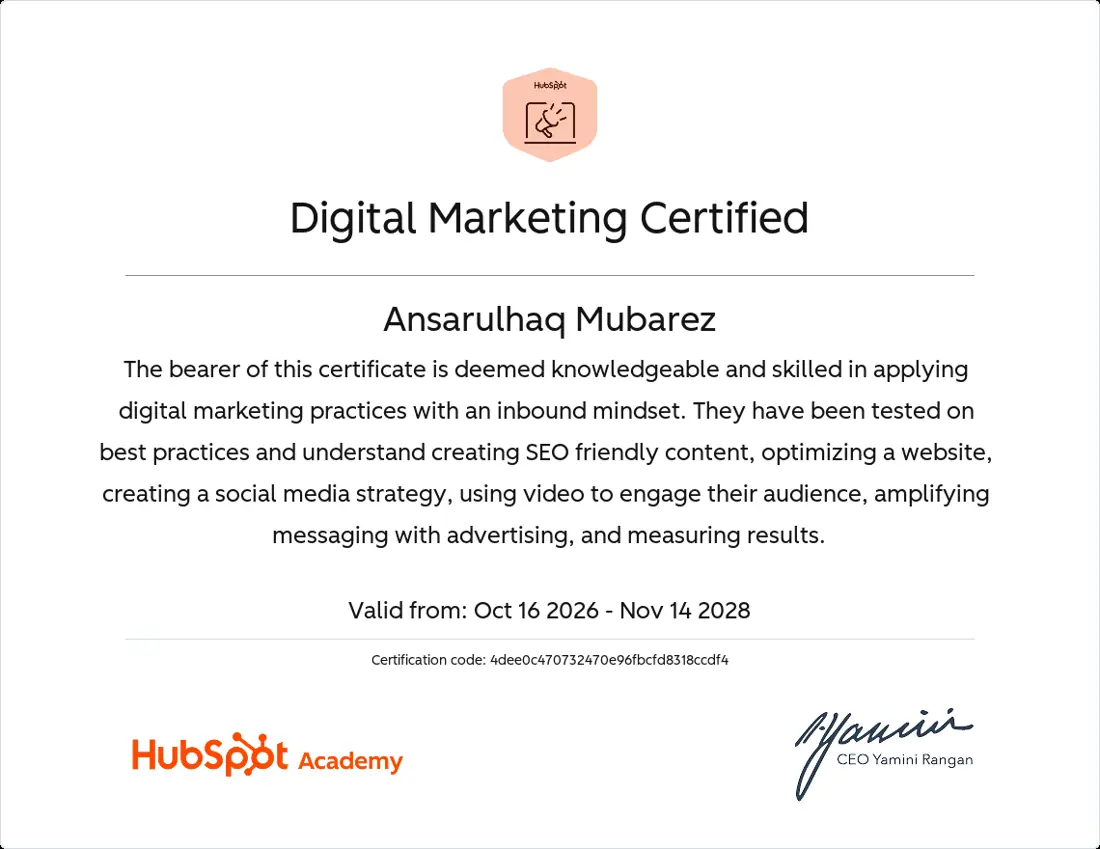 HubSpot
Digital Marketing Certified
Ansarulhaq Mubarez
The bearer of this certificate is deemed knowledgeable and skilled in applying
digital marketing practices with an inbound mindset. They have been tested on
best practices and understand creating SEO friendly content, optimizing a website,
creating a social media strategy, using video to engage their audience, amplifying
messaging with advertising, and measuring results.
Valid from: Oct 16 2026 - Nov 14 2028
Certification code: 4dee0c470732470e96fbcfd8318ccdf4
HubSpot Academy
Yamini
CEO Yamini Rangan